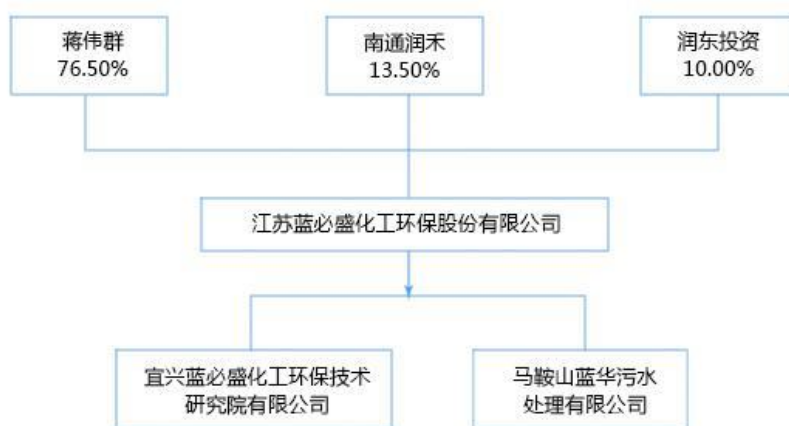 蒋伟群
76.50%
南通润禾
13.50%
润东投资
10.00%
江苏蓝必盛化工环保股份有限公司
宜兴蓝必盛化工环保技术
研究院有限公司
马鞍山蓝华污水
处理有限公司